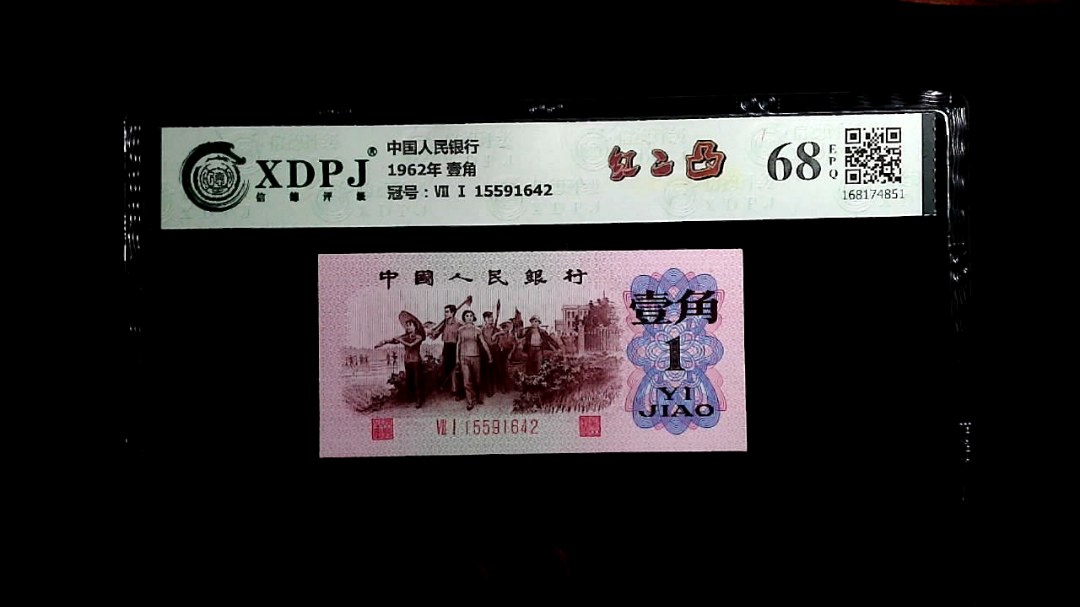 XDPJ®
信德评级
中国人民银行
1962年 壹角
冠号：Ⅶ Ⅰ 15591642
红二凸
68
EPQ
168174851
中國人民銀行
壹角
1
YI
JIAO
Ⅶ Ⅰ 15591642